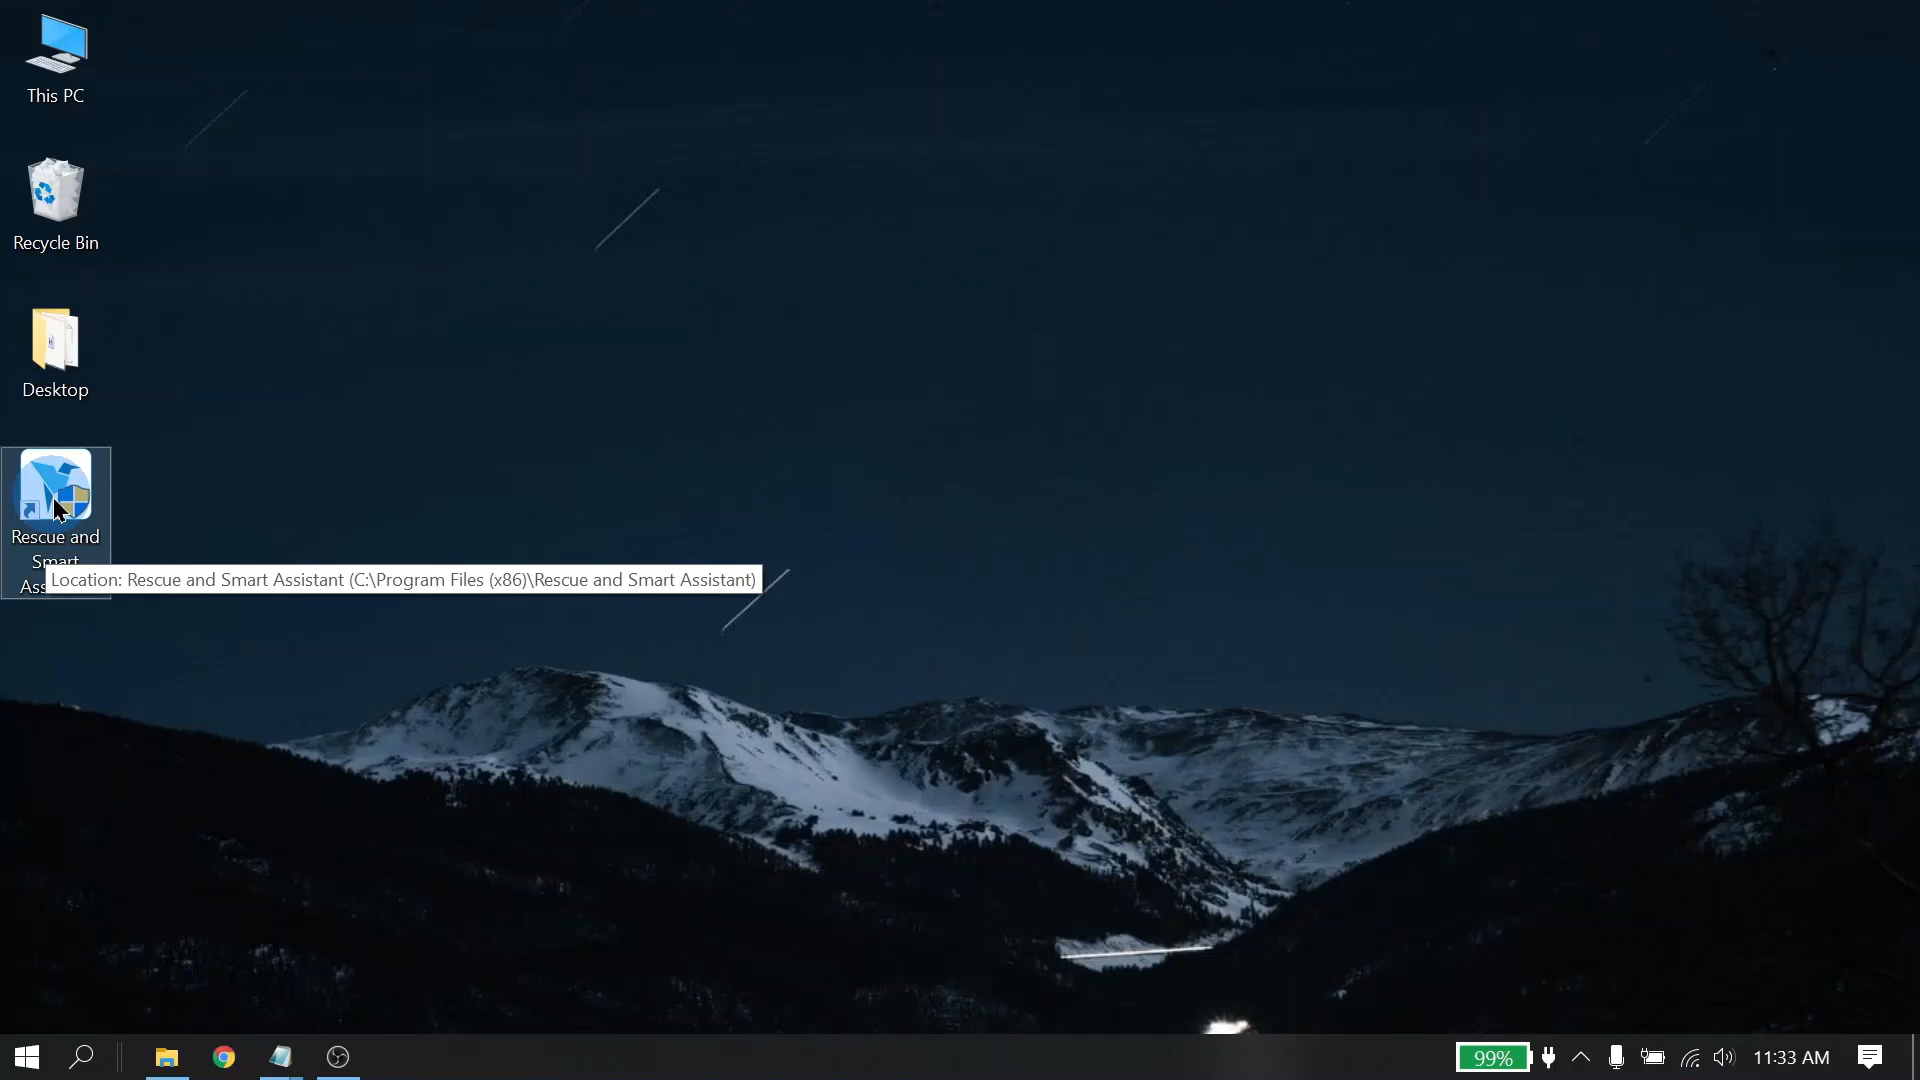 This PC
Recycle Bin
Desktop
Rescue and
Smart
Ass
Location: Rescue and Smart Assistant (C:\Program Files (x86)\Rescue and Smart Assistant)
99%
11:33 AM